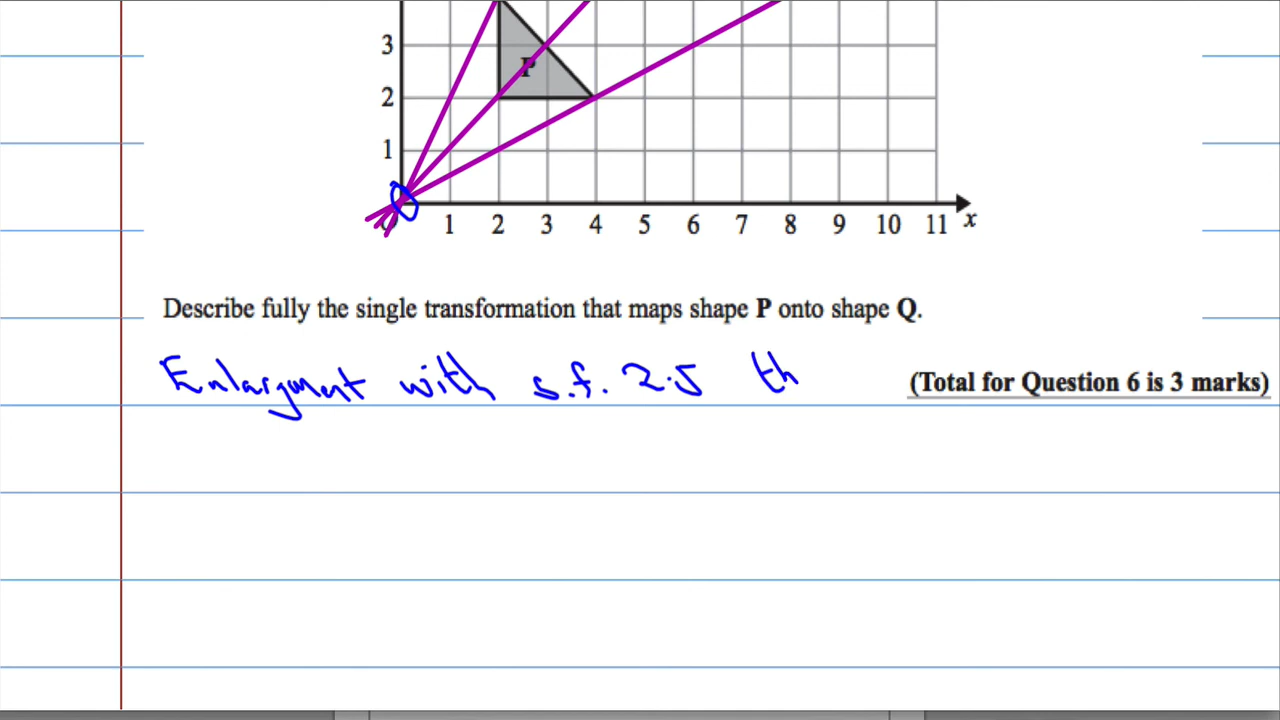 3
P
2
1
1 2 3 4 5 6 7 8 9 10 11 x
Describe fully the single transformation that maps shape P onto shape Q.
Enlargment with s.f. 2.5 th
(Total for Question 6 is 3 marks)